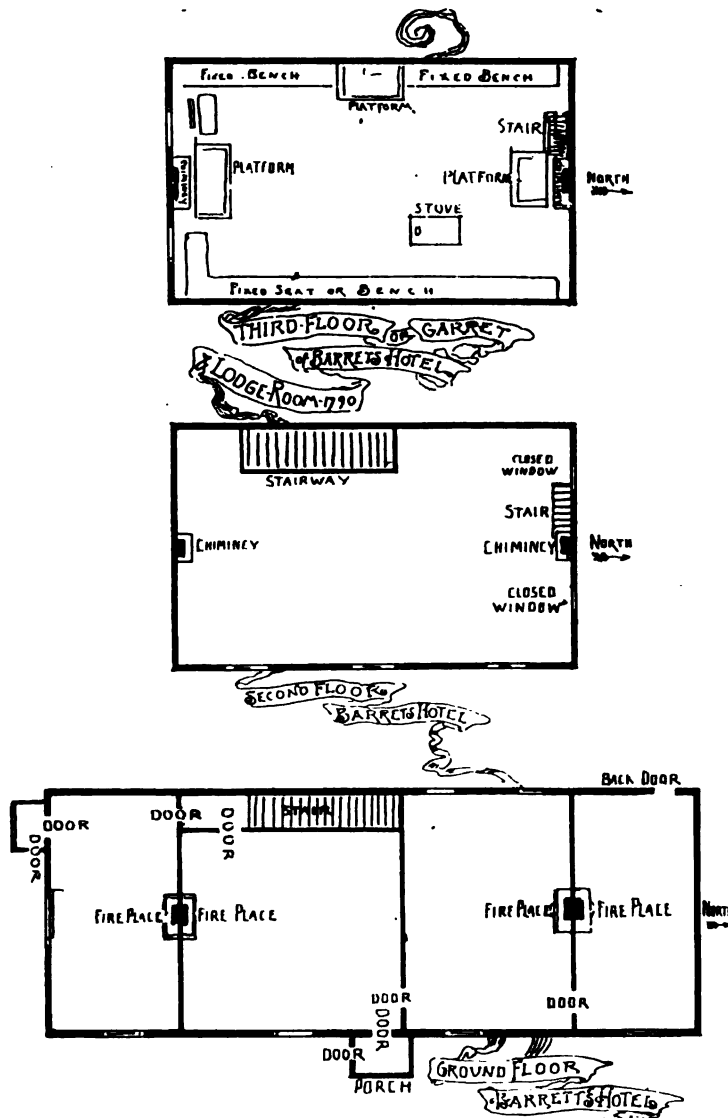 FIXED BENCH
FIXED BENCH
PLATFORM
STAIR
PLATFORM
PLATFORM
CHIMNEY
NORTH
STOVE
FIXED SEAT OR BENCH
THIRD-FLOOR OR GARRET
of BARRETS HOTEL
& LODGE-ROOM-1790
CLOSED
WINDOW
STAIRWAY
STAIR
CHIMINEY
CHIMINEY
NORTH
CLOSED
WINDOW
SECOND FLOOR
BARRETS HOTEL
BACK DOOR
DOOR
DOOR
STAIR
DOOR
DOOR
FIRE PLACE
FIRE PLACE
FIRE PLACE
FIRE PLACE
NORTH
DOOR
DOOR
DOOR
DOOR
DOOR
PORCH
GROUND FLOOR
of BARRETTS HOTEL